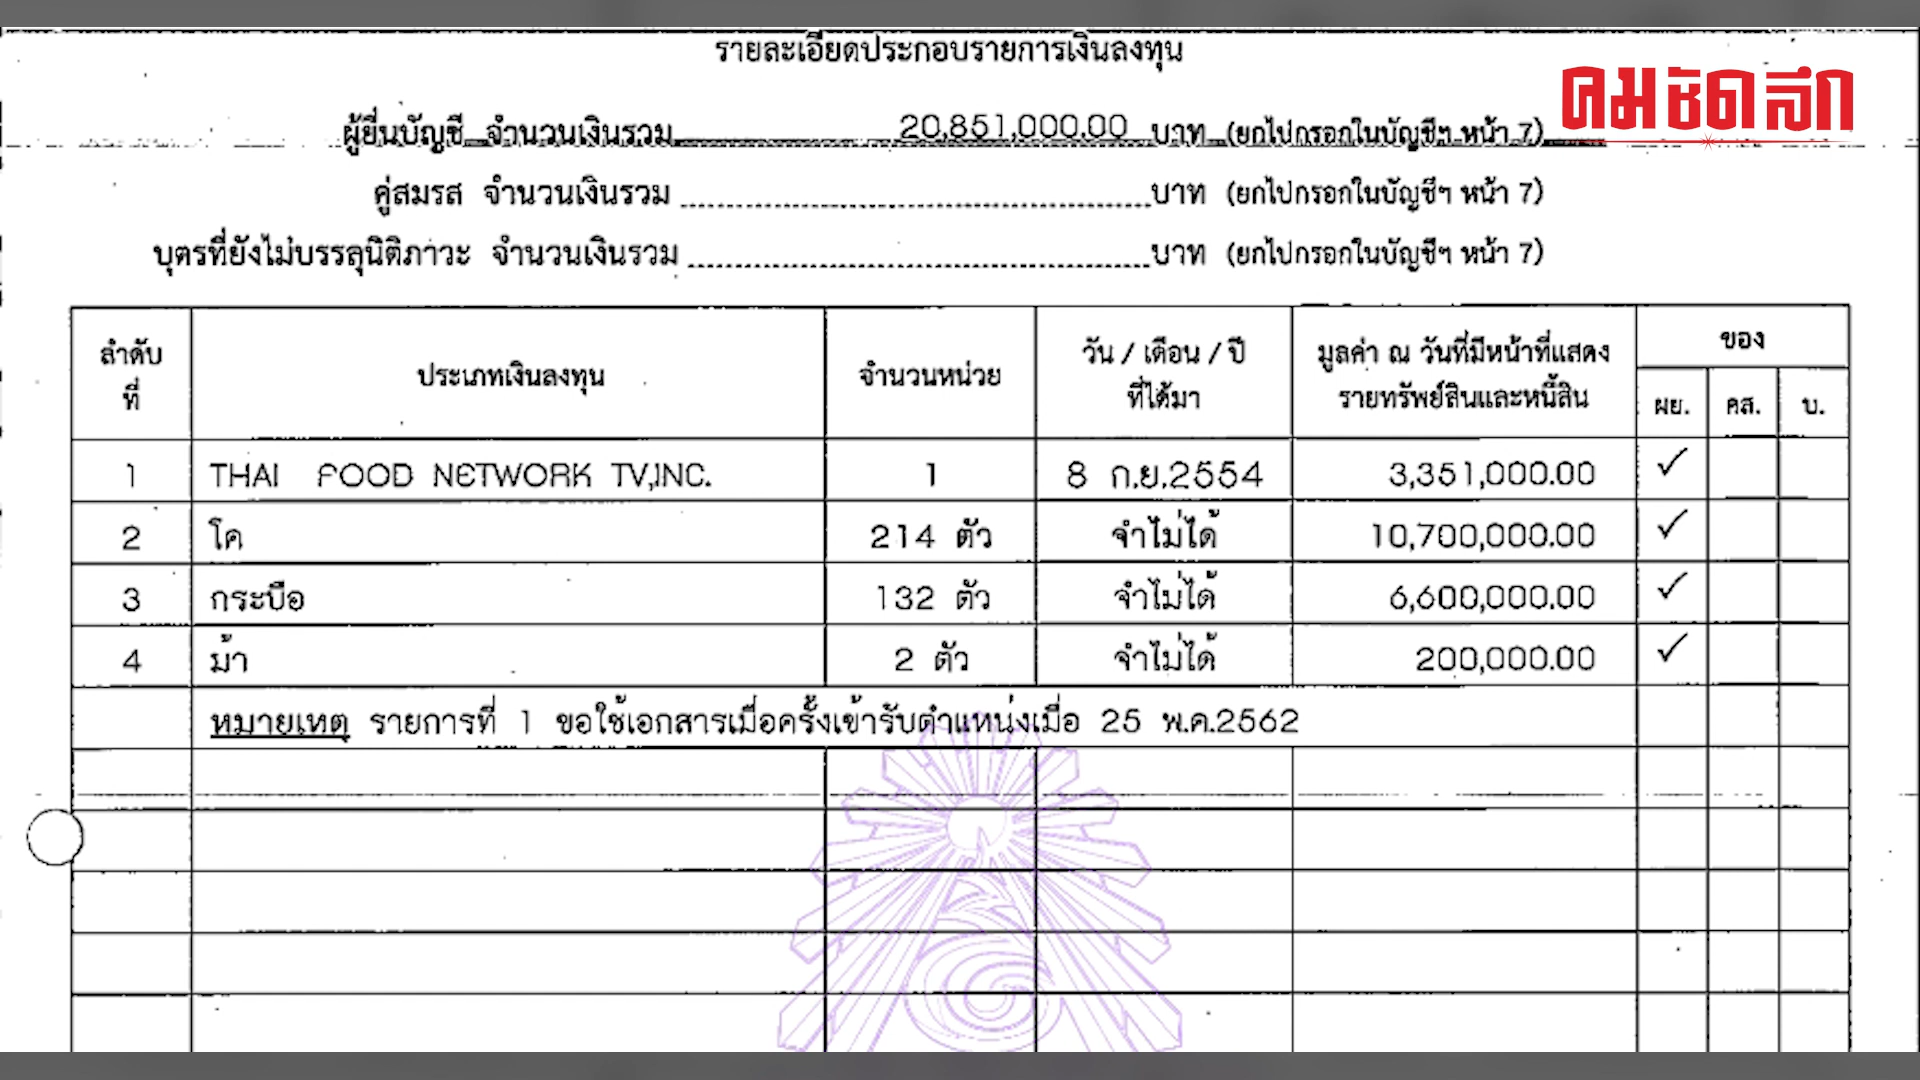 รายละเอียดประกอบรายการเงินลงทุน
คมชัดลึก
ผู้ยื่นบัญชี จำนวนเงินรวม 20,851,000.00 บาท (ยกไปกรอกในบัญชีฯ หน้า 7)
คู่สมรส จำนวนเงินรวม ........ บาท (ยกไปกรอกในบัญชีฯ หน้า 7)
บุตรที่ยังไม่บรรลุนิติภาวะ จำนวนเงินรวม ........ บาท (ยกไปกรอกในบัญชีฯ หน้า 7)
ลำดับที่ ประเภทเงินลงทุน จำนวนหน่วย วัน / เดือน / ปี ที่ได้มา มูลค่า ณ วันที่มีหน้าที่แสดงรายทรัพย์สินและหนี้สิน ของ
ผย. คส. บ.
1 THAI FOOD NETWORK TV,INC. 1 8 ก.ย.2554 3,351,000.00 ✓
2 โค 214 ตัว จำไม่ได้ 10,700,000.00 ✓
3 กระบือ 132 ตัว จำไม่ได้ 6,600,000.00 ✓
4 ม้า 2 ตัว จำไม่ได้ 200,000.00 ✓
หมายเหตุ รายการที่ 1 ขอใช้เอกสารเมื่อครั้งเข้ารับตำแหน่งเมื่อ 25 พ.ค.2562